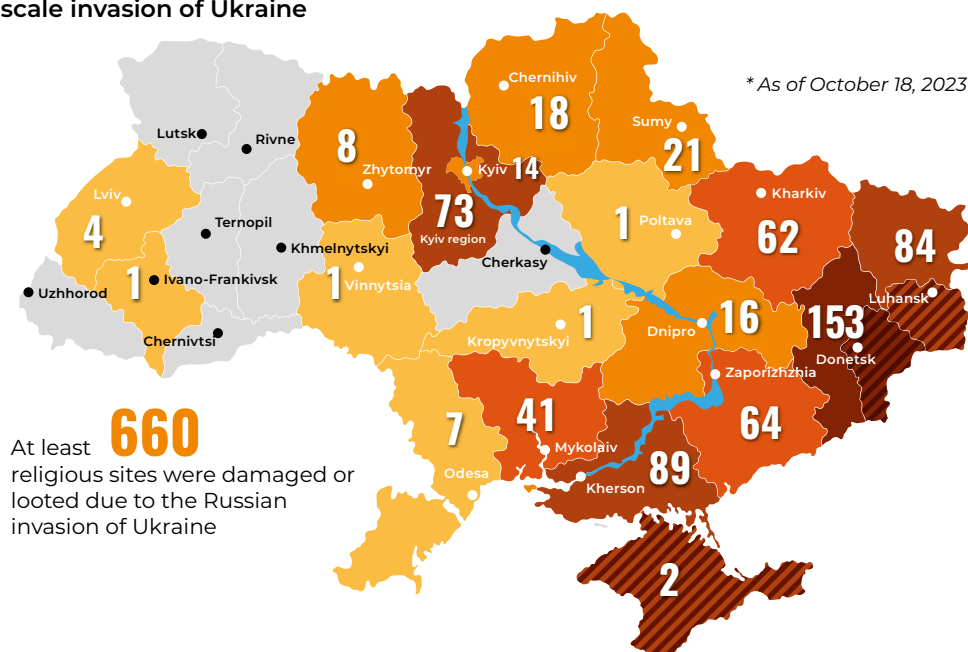 scale invasion of Ukraine
* As of October 18, 2023
Chernihiv
18
Sumy
21
Lutsk
Rivne
8
Zhytomyr
Kyiv 14
73
Kyiv region
Kharkiv
62
84
Luhansk
Lviv
4
Ternopil
Khmelnytskyi
Cherkasy
1
Poltava
1
Ivano-Frankivsk
1
Vinnytsia
Uzhhorod
Chernivtsi
1
Kropyvnytskyi
Dnipro
16
153
Donetsk
Zaporizhzhia
64
41
Mykolaiv
7
Odesa
89
Kherson
2
At least 660
religious sites were damaged or
looted due to the Russian
invasion of Ukraine